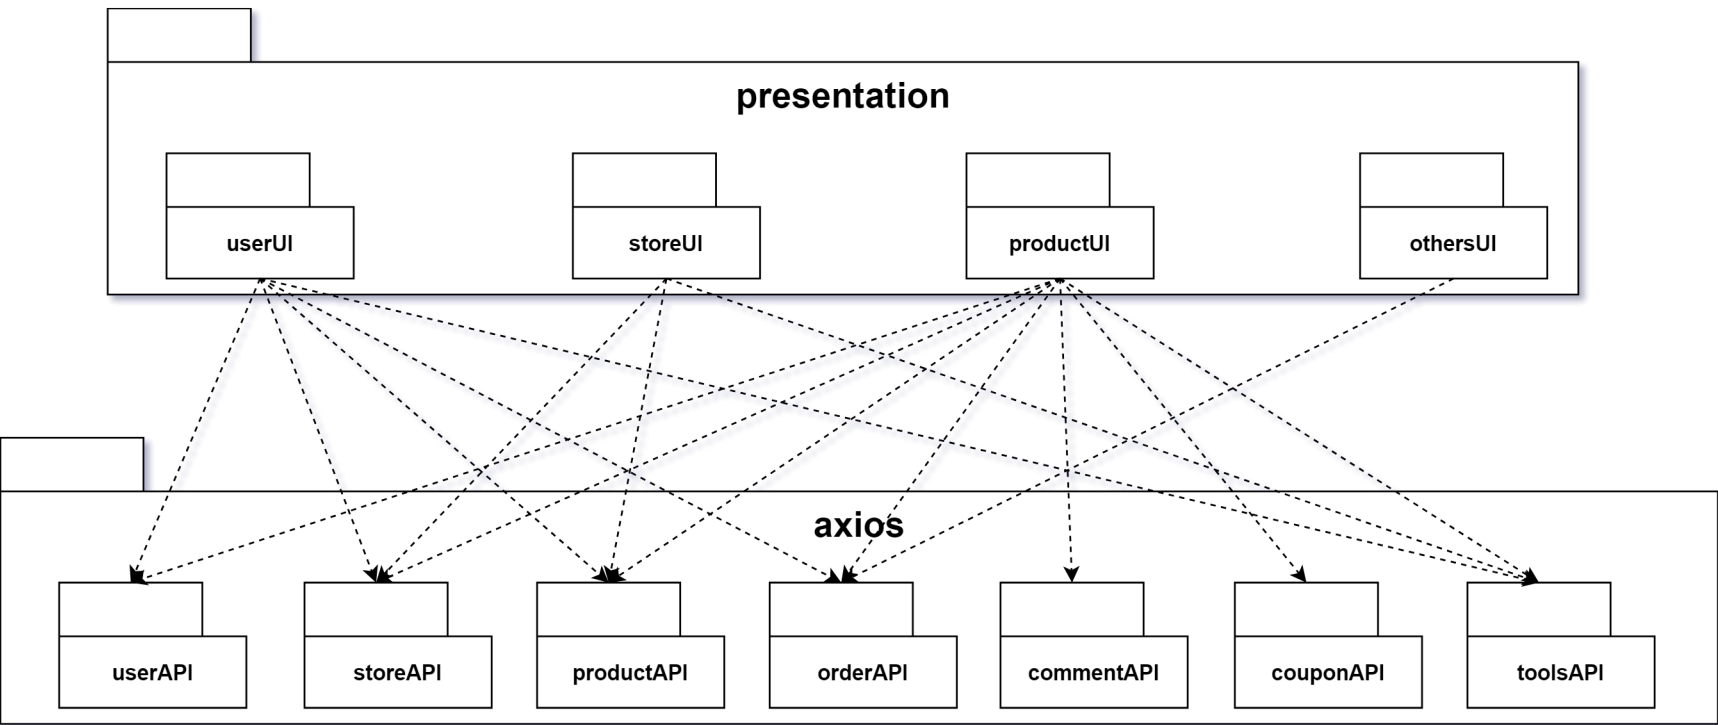 presentation
userUI
storeUI
productUI
othersUI
axios
userAPI
storeAPI
productAPI
orderAPI
commentAPI
couponAPI
toolsAPI